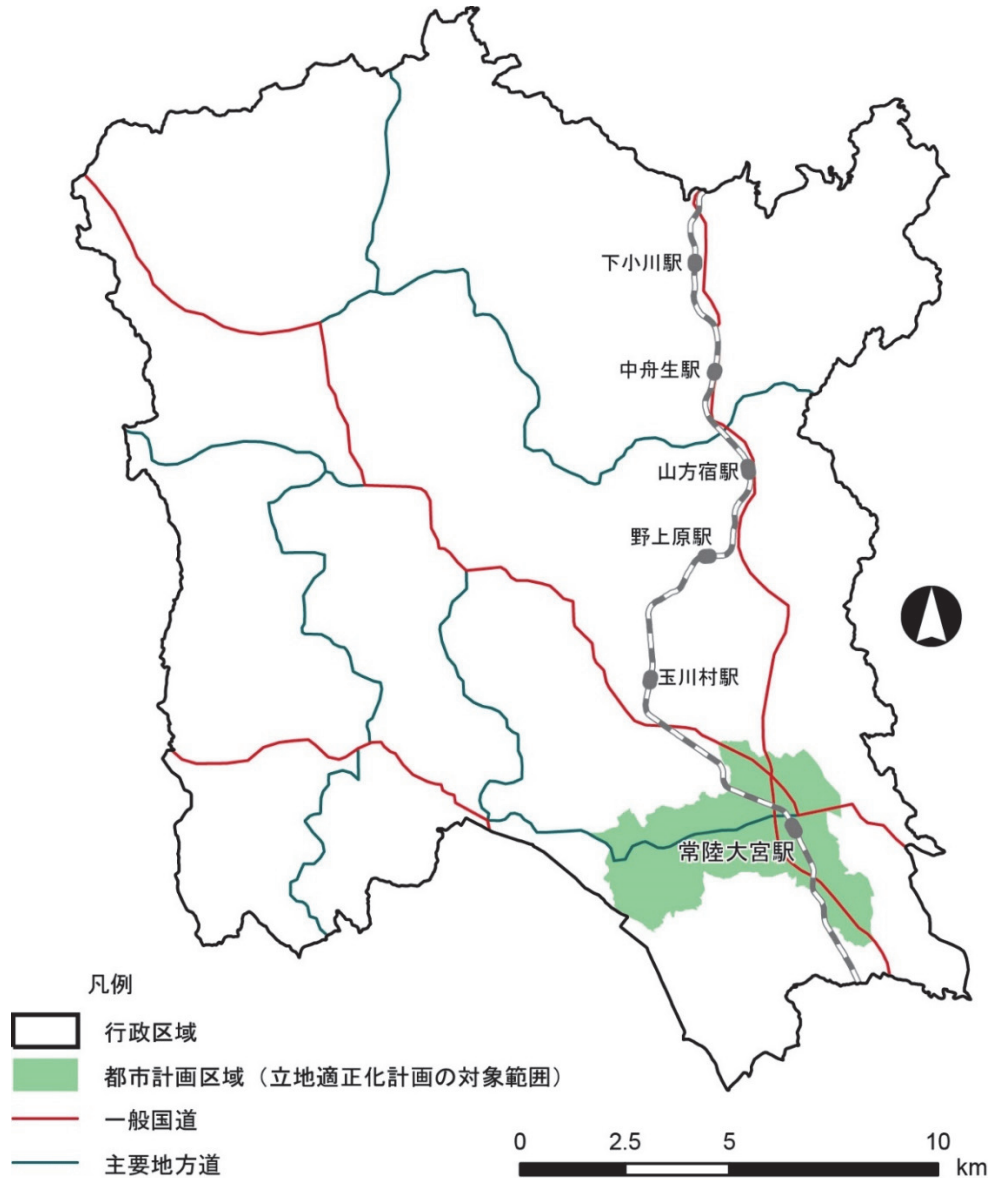 下小川駅
中舟生駅
山方宿駅
野上原駅
玉川村駅
常陸大宮駅
凡例
行政区域
都市計画区域（立地適正化計画の対象範囲）
一般国道
主要地方道
0 2.5 5 10
km